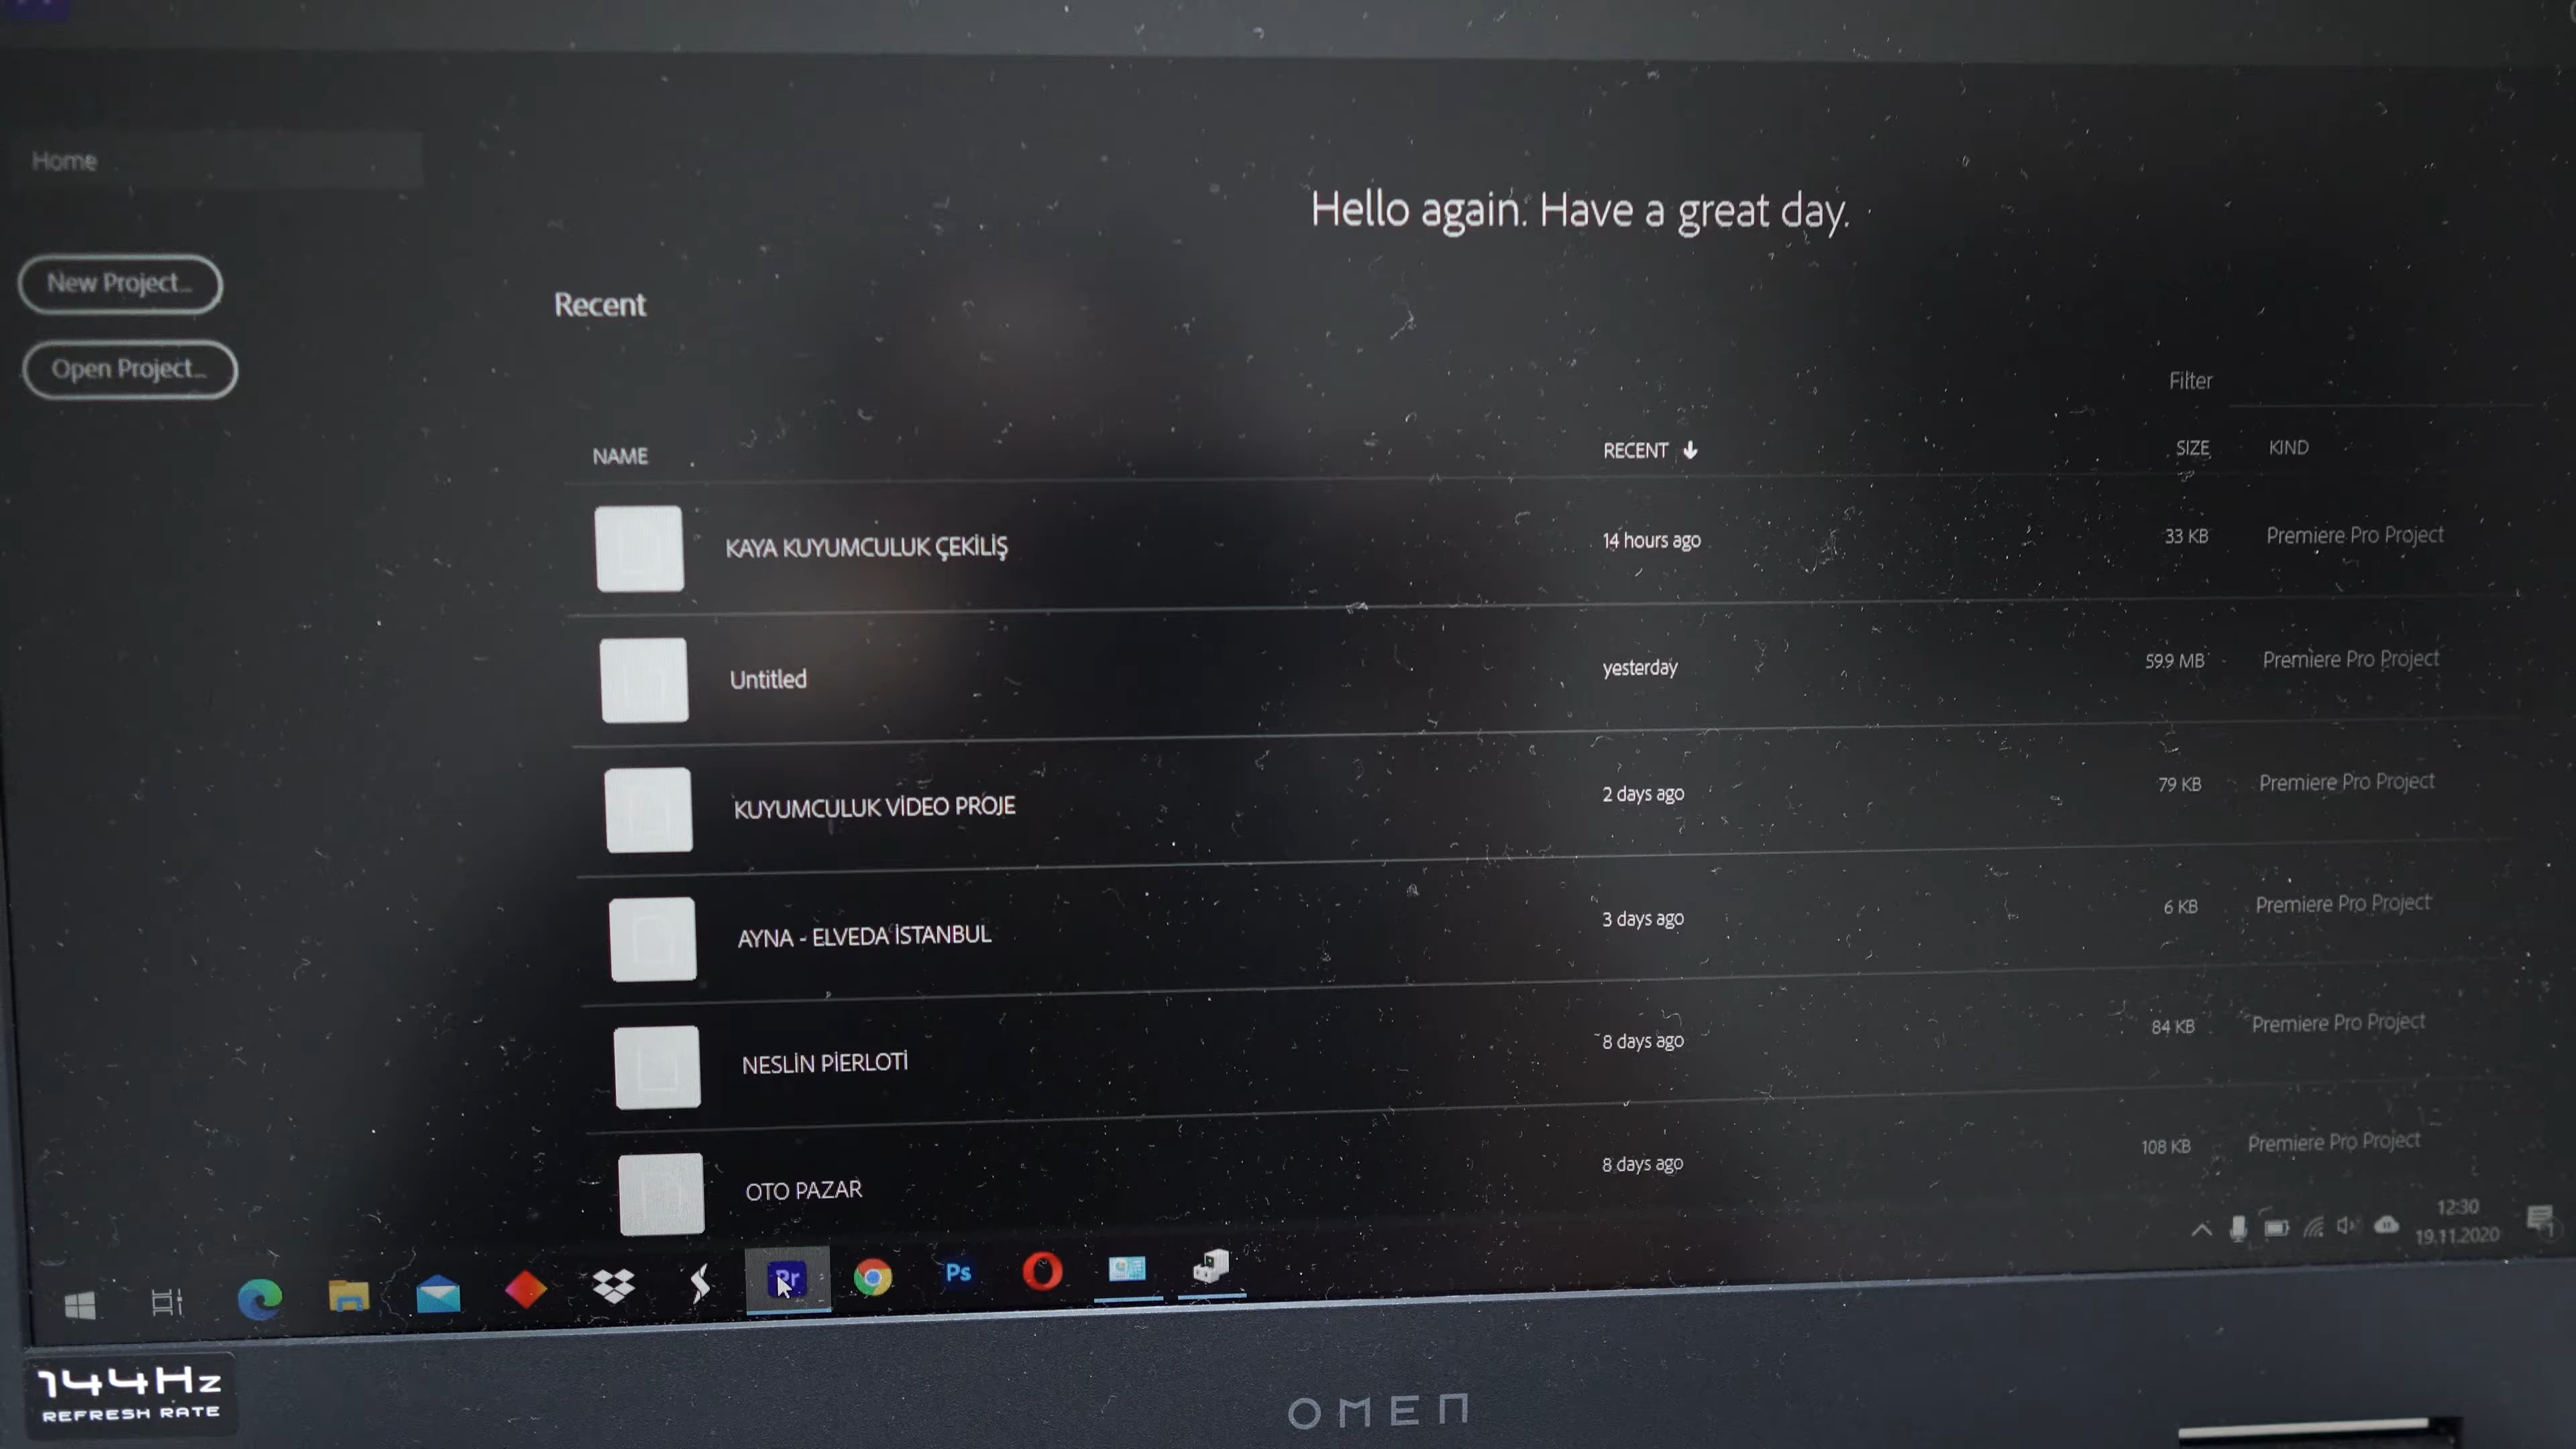 Home
Hello again. Have a great day.
New Project...
Open Project...
Recent
Filter
NAME RECENT SIZE KIND
KAYA KUYUMCULUK ÇEKİLİŞ 14 hours ago 33 KB Premiere Pro Project
Untitled yesterday 599 MB Premiere Pro Project
KUYUMCULUK VİDEO PROJE 2 days ago 79 KB Premiere Pro Project
AYNA - ELVEDA İSTANBUL 3 days ago 6 KB Premiere Pro Project
NESLİN PİERLOTİ 8 days ago 84 KB Premiere Pro Project
OTO PAZAR 8 days ago 108 KB Premiere Pro Project
Pr Ps
12:30
19.11.2020
1
144Hz
REFRESH RATE
OMEN